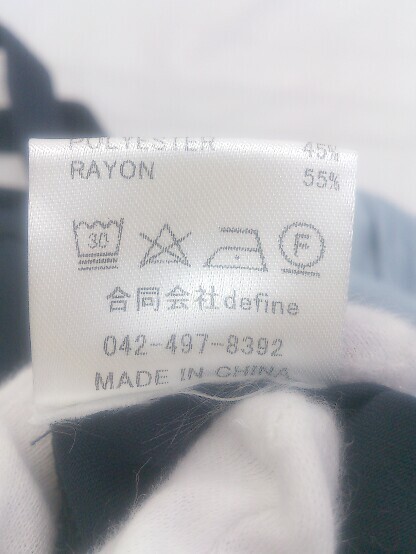 POLYESTER 45%
RAYON 55%
30 F
合同会社define
042-497-8392
MADE IN CHINA